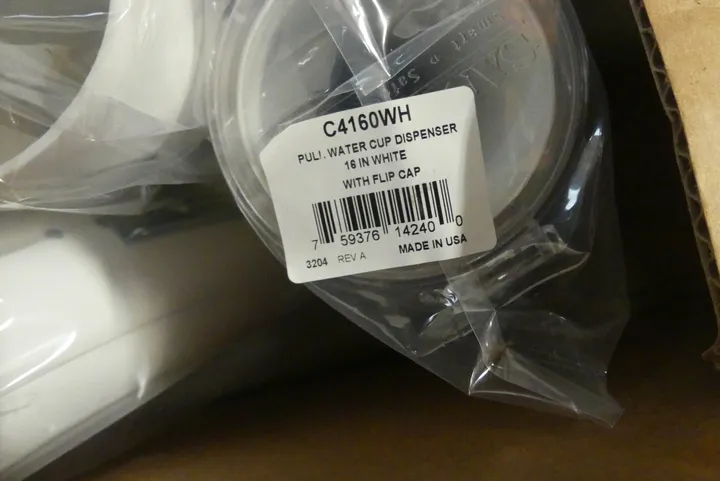 C4160WH
PULL WATER CUP DISPENSER
16 IN WHITE
WITH FLIP CAP
7 59376 14240 0
3204 REV A MADE IN USA
SAN